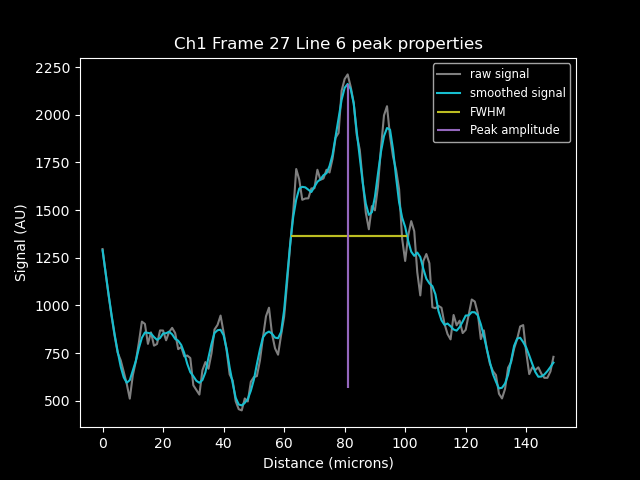 Ch1 Frame 27 Line 6 peak properties
raw signal
smoothed signal
FWHM
Peak amplitude
Signal (AU)
2250
2000
1750
1500
1250
1000
750
500
0 20 40 60 80 100 120 140
Distance (microns)